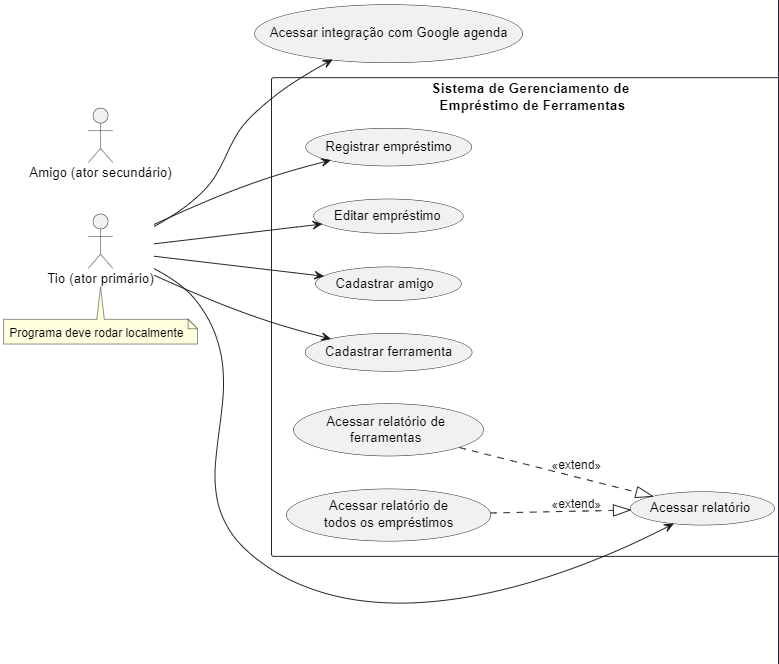 Acessar integração com Google agenda
Sistema de Gerenciamento de
Empréstimo de Ferramentas
Registrar empréstimo
Amigo (ator secundário)
Editar empréstimo
Tio (ator primário)
Cadastrar amigo
Programa deve rodar localmente
Cadastrar ferramenta
Acessar relatório de
ferramentas
«extend»
Acessar relatório de
todos os empréstimos
«extend»
Acessar relatório